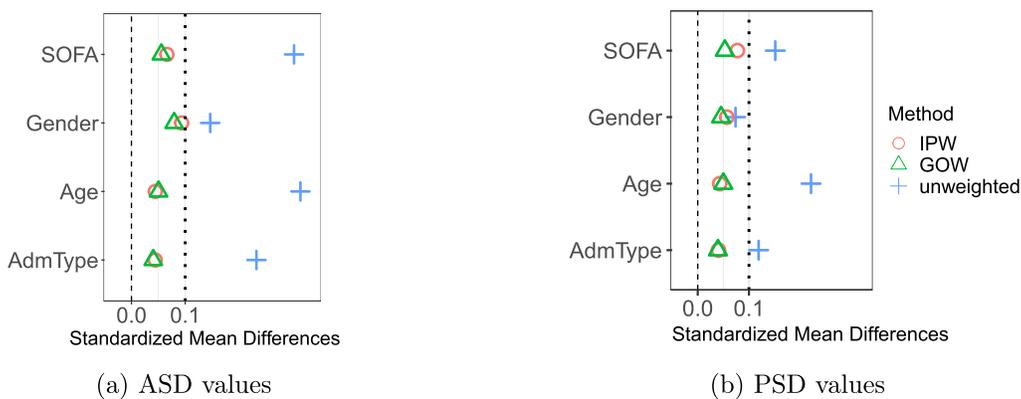 SOFA
Gender
Age
AdmType
0.0 0.1
Standardized Mean Differences
(a) ASD values
SOFA
Gender
Age
AdmType
0.0 0.1
Standardized Mean Differences
(b) PSD values
Method
IPW
GOW
unweighted